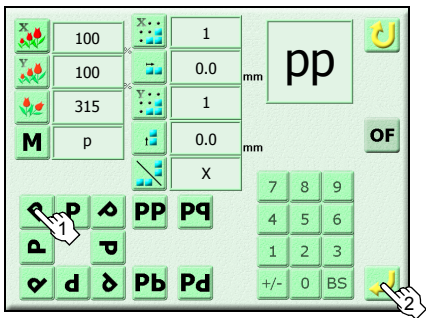 X 100 % X 1
Y 100 % 0.0 mm pp
315 Y 1
M p 0.0 mm OF
X
7 8 9
P P P PP Pq
4 5 6
P P
1 2 3
d d d Pb Pd
+/- 0 BS
1
2